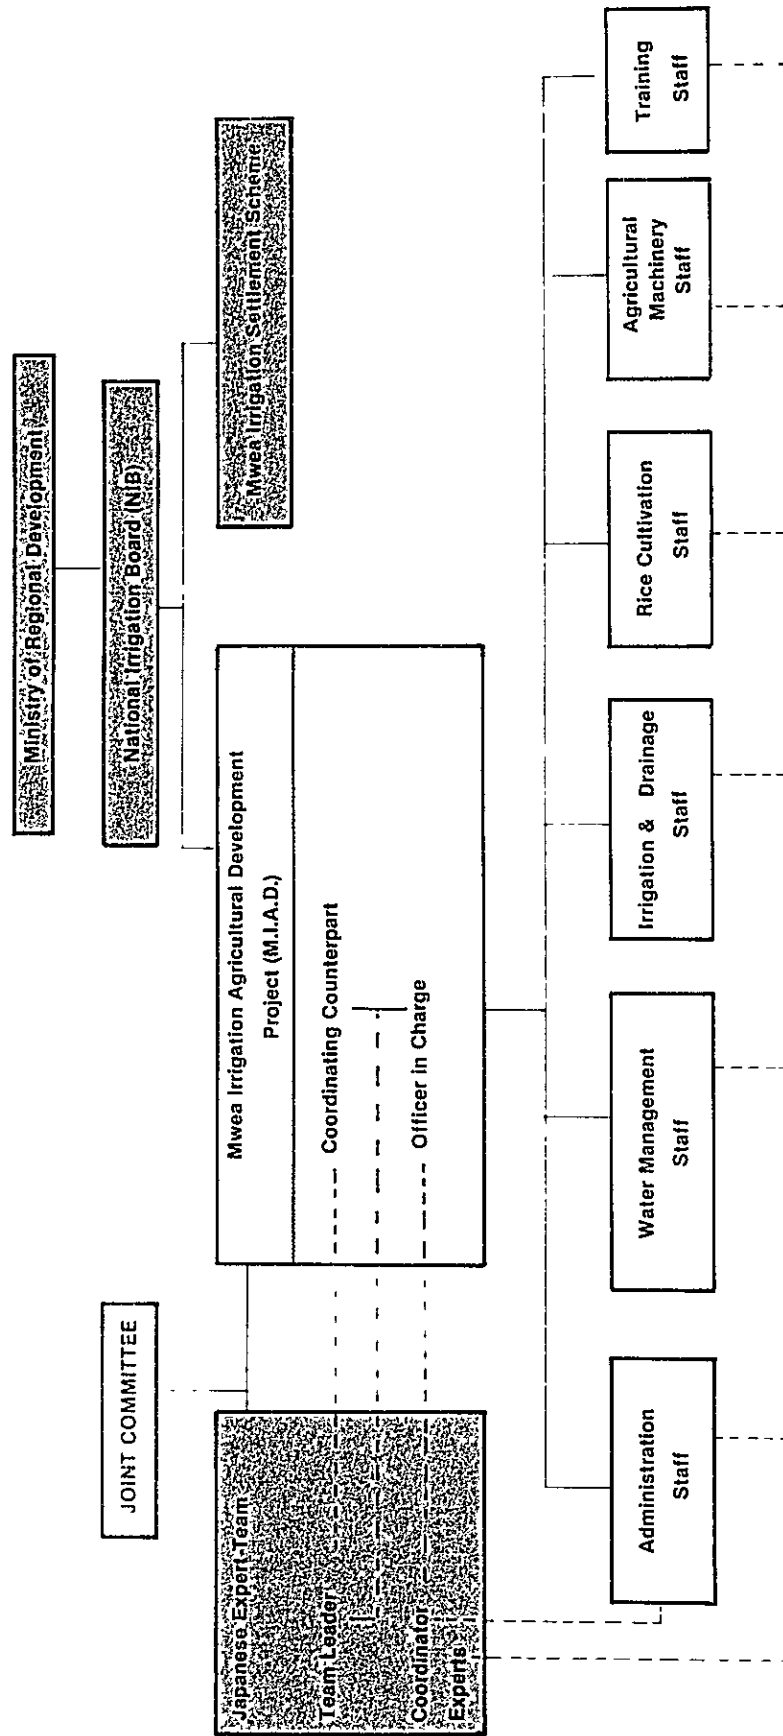 Ministry of Regional Development
National Irrigation Board (NIB)
JOINT COMMITTEE
Japanese Expert-Team
Team Leader
Coordinator
Experts
Mwea Irrigation Agricultural Development
Project (M.I.A.D.)
Coordinating Counterpart
Officer in Charge
Mwea Irrigation Settlement Scheme
Administration
Staff
Water Management
Staff
Irrigation & Drainage
Staff
Rice Cultivation
Staff
Agricultural
Machinery
Staff
Training
Staff